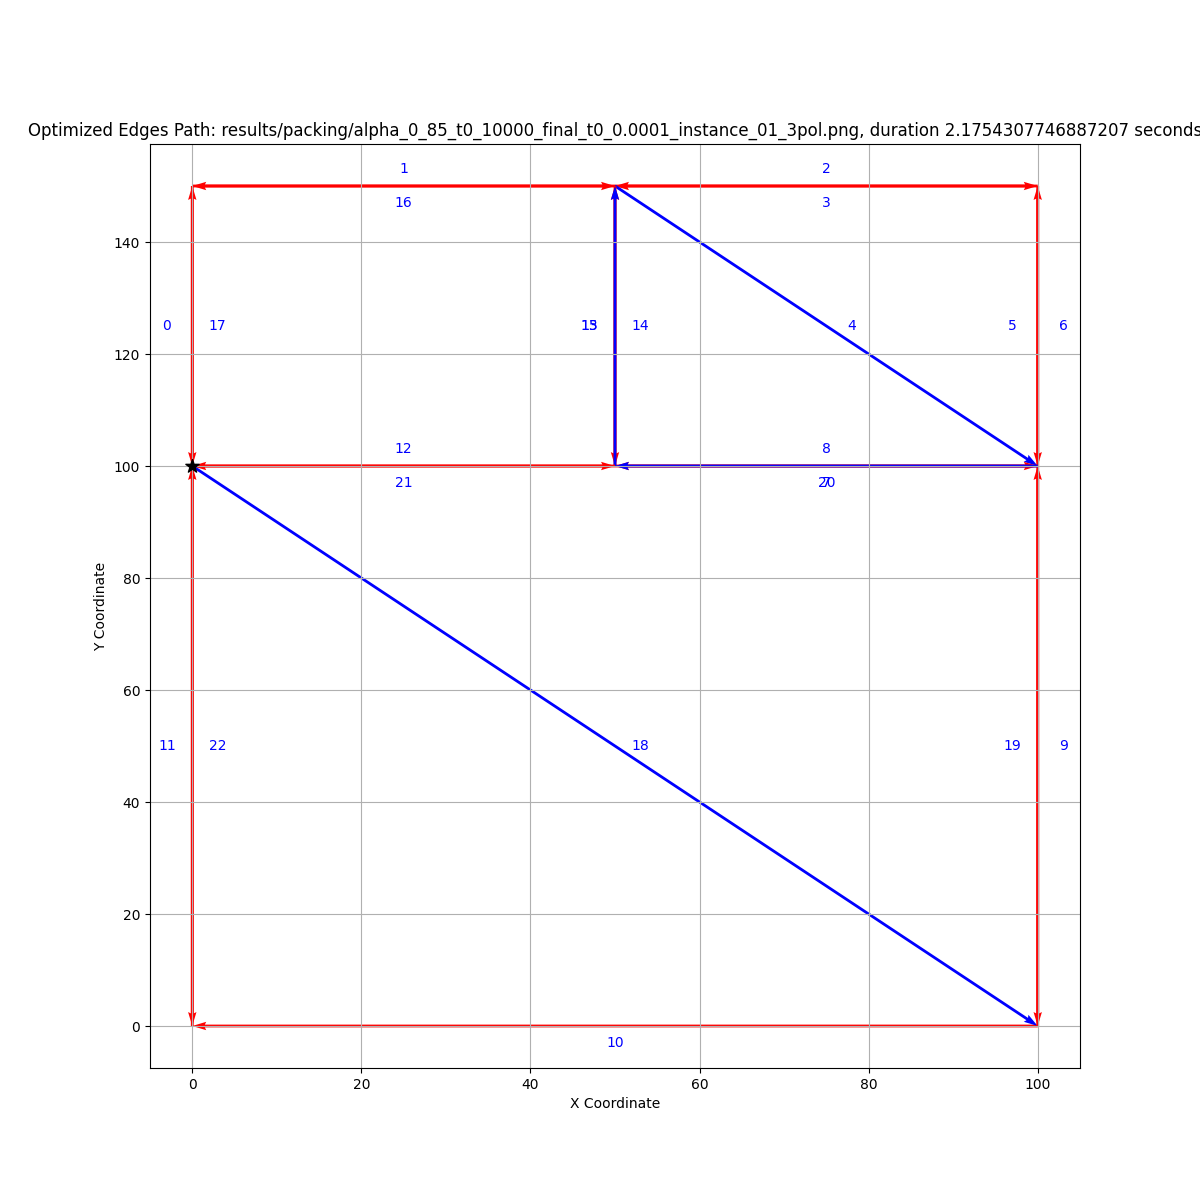 Optimized Edges Path: results/packing/alpha_0_85_t0_10000_final_t0_0.0001_instance_01_3pol.png, duration 2.1754307746887207 seconds
1 2
16 3
140
0 17 14 4 5 6
120
12 8
100
21
80
Y Coordinate
11 22 18 19 9
60
40
20
0
10
0 20 40 60 80 100
X Coordinate